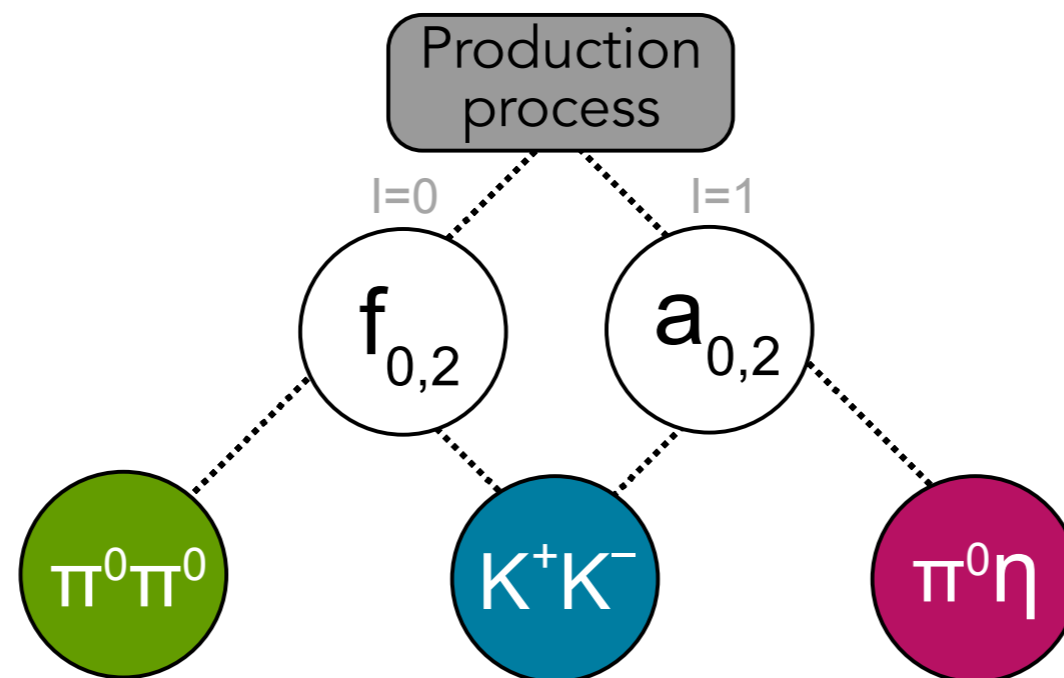 Production
process
I=0
I=1
f₀,₂
a₀,₂
π⁰π⁰
K⁺K⁻
π⁰η